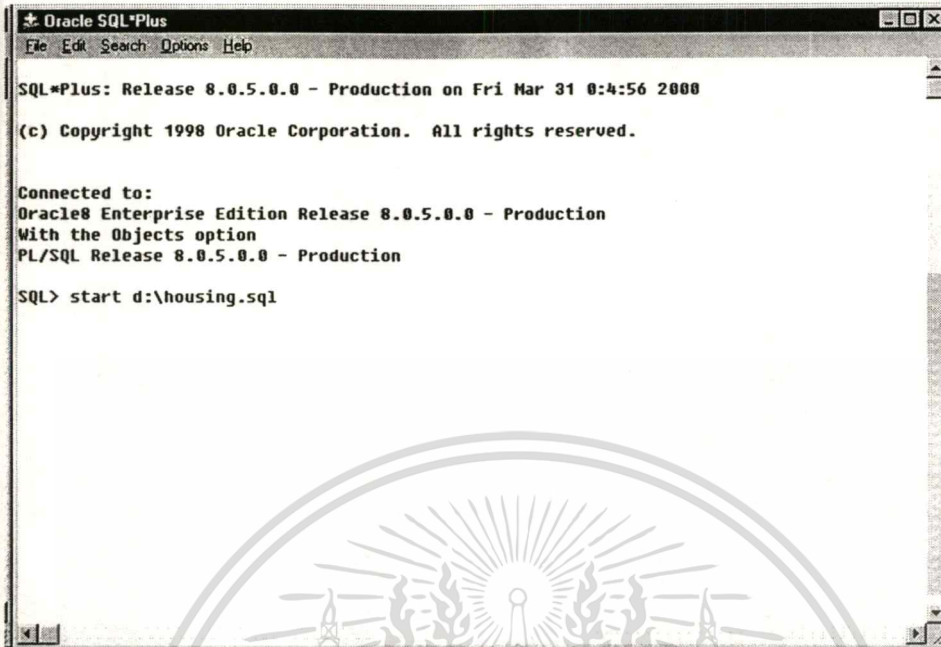 Oracle SQL*Plus
File Edit Search Options Help
SQL*Plus: Release 8.0.5.0.0 - Production on Fri Mar 31 0:4:56 2000
(c) Copyright 1998 Oracle Corporation.  All rights reserved.
Connected to:
Oracle8 Enterprise Edition Release 8.0.5.0.0 - Production
With the Objects option
PL/SQL Release 8.0.5.0.0 - Production
SQL> start d:\housing.sql